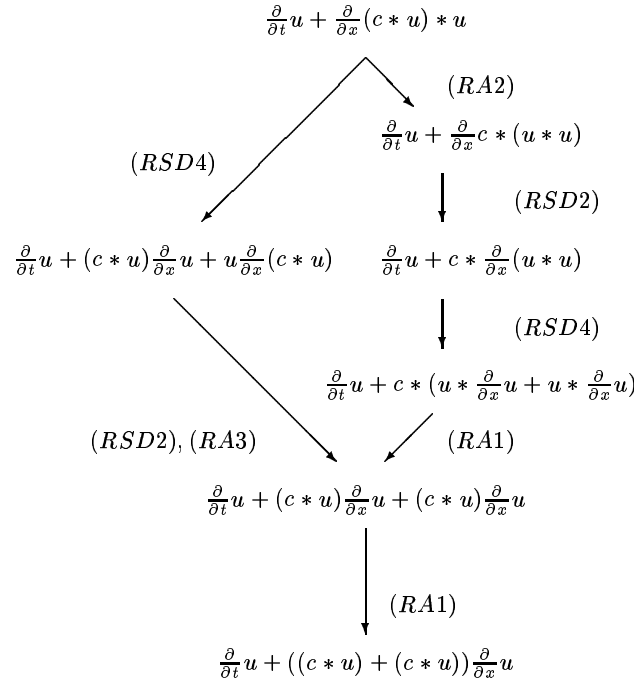 ∂/∂t u + ∂/∂x (c * u) * u
(RA2)
∂/∂t u + ∂/∂x c * (u * u)
(RSD4)
(RSD2)
∂/∂t u + (c * u) ∂/∂x u + u ∂/∂x (c * u)
∂/∂t u + c * ∂/∂x (u * u)
(RSD4)
∂/∂t u + c * (u * ∂/∂x u + u * ∂/∂x u)
(RSD2), (RA3)
(RA1)
∂/∂t u + (c * u) ∂/∂x u + (c * u) ∂/∂x u
(RA1)
∂/∂t u + ((c * u) + (c * u)) ∂/∂x u